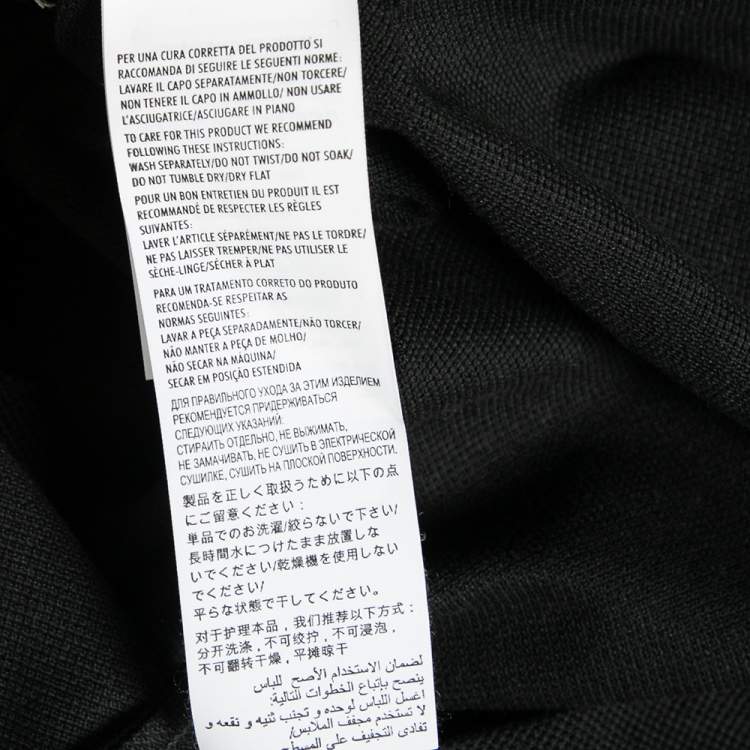 PER UNA CURA CORRETTA DEL PRODOTTO SI
RACCOMANDA DI SEGUIRE LE SEGUENTI NORME:
LAVARE IL CAPO SEPARATAMENTE/NON TORCERE/
NON TENERE IL CAPO IN AMMOLLO/ NON USARE
L'ASCIUGATRICE/ASCIUGARE IN PIANO
TO CARE FOR THIS PRODUCT WE RECOMMEND
FOLLOWING THESE INSTRUCTIONS:
WASH SEPARATELY/DO NOT TWIST/DO NOT SOAK/
DO NOT TUMBLE DRY/DRY FLAT
POUR UN BON ENTRETIEN DU PRODUIT IL EST
RECOMMANDÉ DE RESPECTER LES RÈGLES
SUIVANTES:
LAVER L'ARTICLE SÉPARÉMENT/NE PAS LE TORDRE/
NE PAS LAISSER TREMPER/NE PAS UTILISER LE
SÈCHE-LINGE/SÉCHER À PLAT
PARA UM TRATAMENTO CORRETO DO PRODUTO
RECOMENDA-SE RESPEITAR AS
NORMAS SEGUINTES:
LAVAR A PEÇA SEPARADAMENTE/NÃO TORCER/
NÃO MANTER A PEÇA DE MOLHO/
NÃO SECAR NA MÁQUINA/
SECAR EM POSIÇÃO ESTENDIDA
ДЛЯ ПРАВИЛЬНОГО УХОДА ЗА ЭТИМ ИЗДЕЛИЕМ
РЕКОМЕНДУЕТСЯ ПРИДЕРЖИВАТЬСЯ
СЛЕДУЮЩИХ УКАЗАНИЙ:
СТИРАИТЬ ОТДЕЛЬНО, НЕ ВЫЖИМАТЬ,
НЕ ЗАМАЧИВАТЬ, НЕ СУШИТЬ В ЭЛЕКТРИЧЕСКОЙ
СУШИЛКЕ, СУШИТЬ НА ПЛОСКОЙ ПОВЕРХНОСТИ.
製品を正しく取扱うために以下の点
にご留意ください：
単品でのお洗濯/絞らないで下さい/
長時間水につけたまま放置しな
いでください/乾燥機を使用しない
でください/
平らな状態で干してください。
对于护理本品，我们推荐以下方式：
分开洗涤，不可绞拧，不可浸泡，
不可翻转干燥，平摊晾干
لضمان الاستخدام الأصح للباس
ينصح بإتباع الخطوات التالية:
اغسل اللباس لوحده و تجنب ثنيه و نقعه و
لا تستخدم مجفف الملابس/
تفادى التجفيف على المسطح